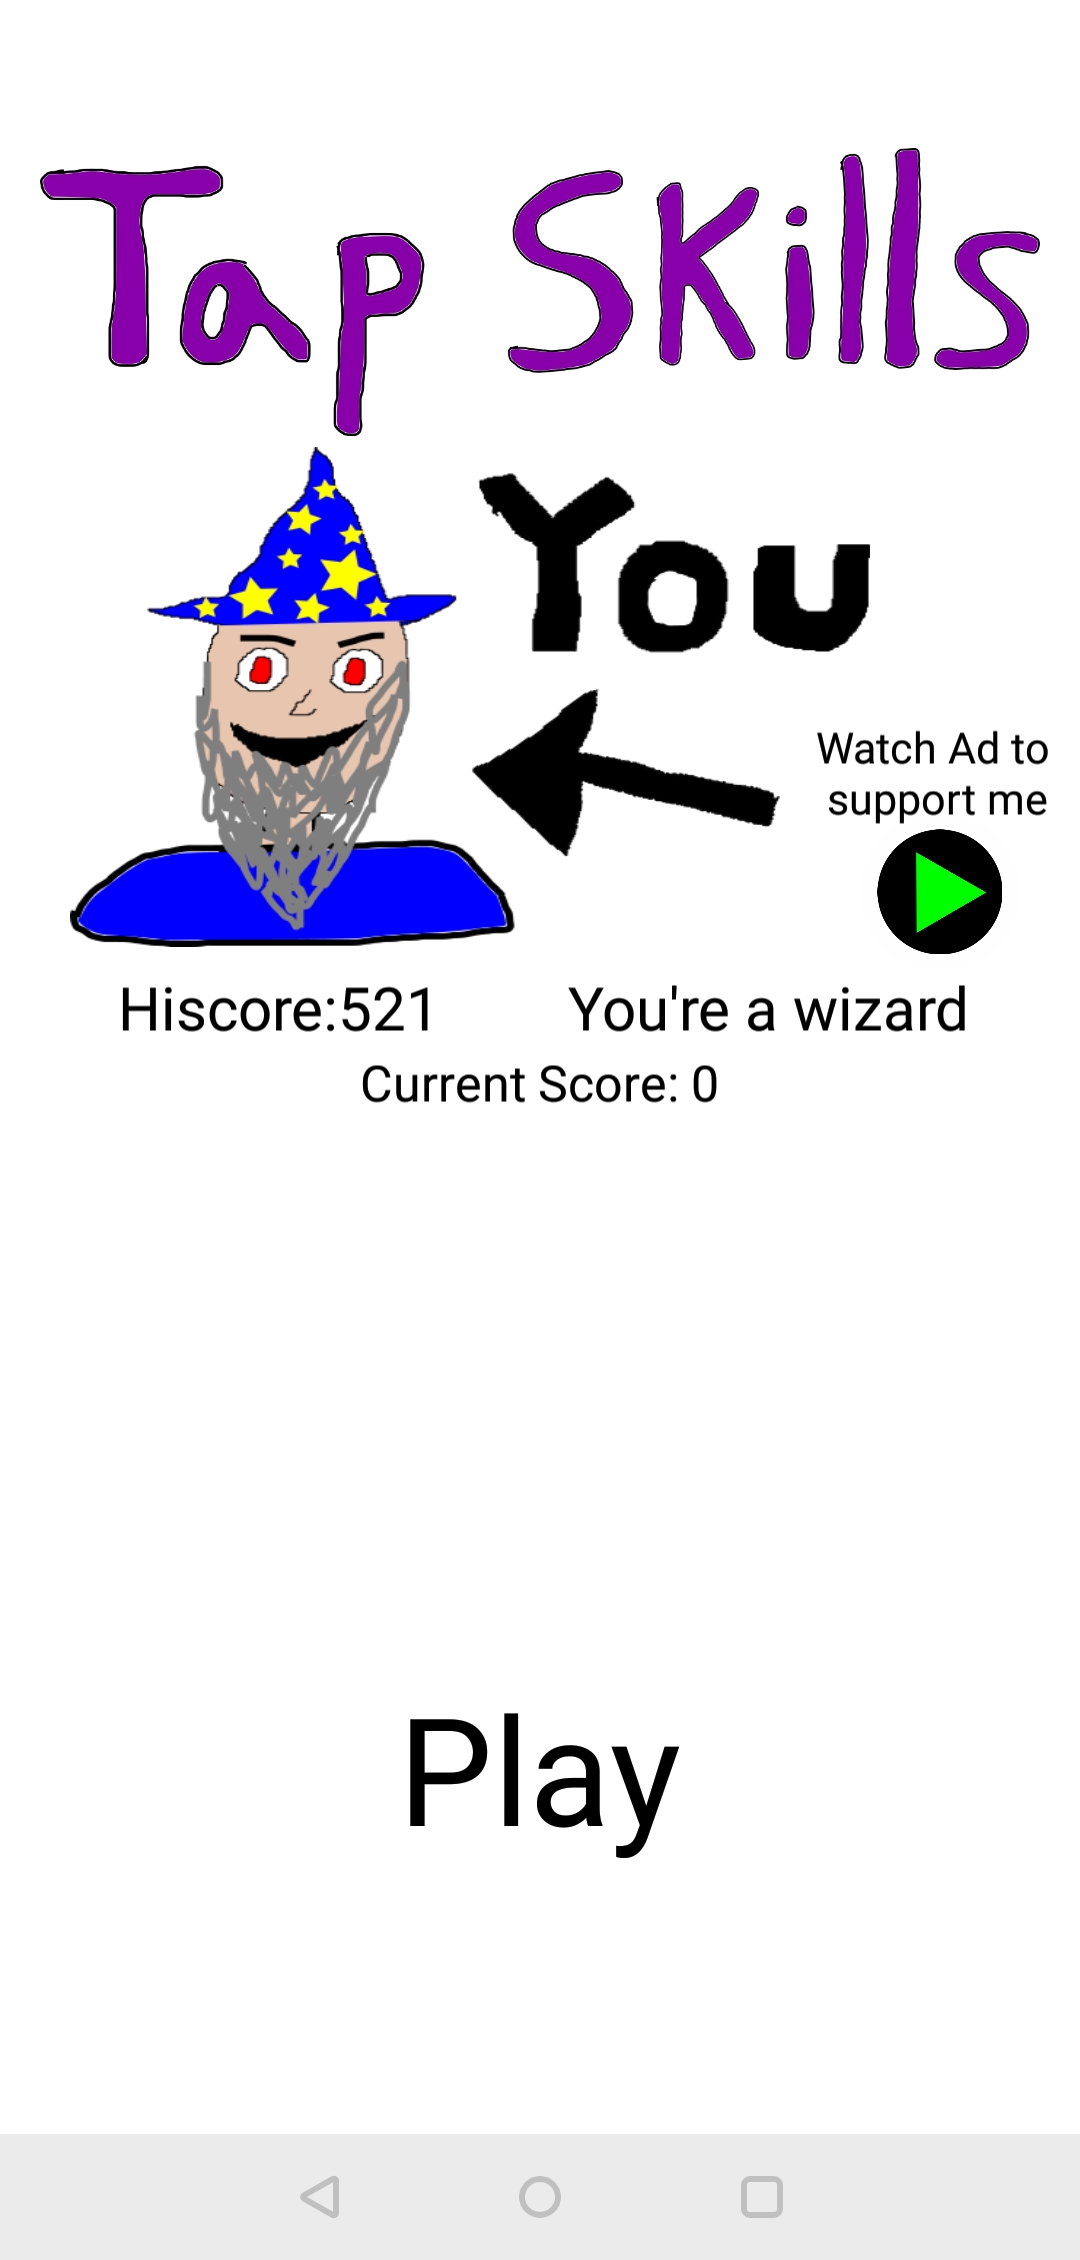 Tap Skills
You
Watch Ad to
support me
Hiscore:521
You're a wizard
Current Score: 0
Play